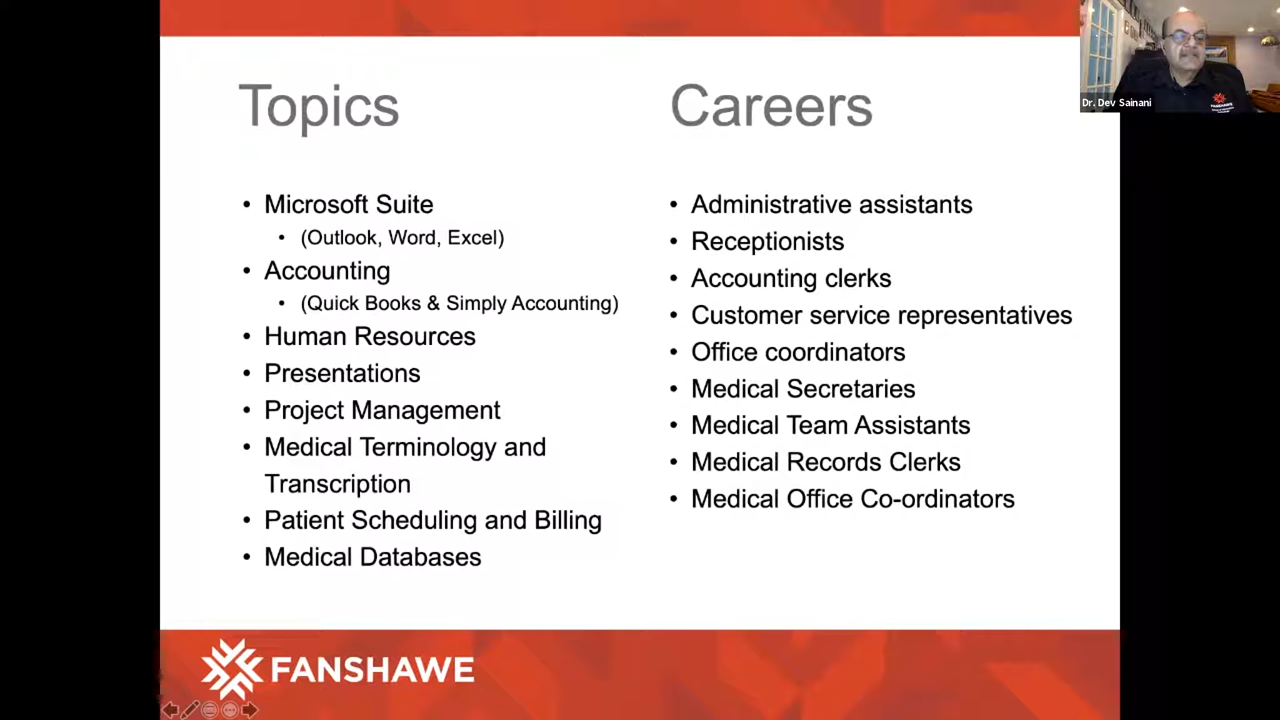 Topics
Microsoft Suite
(Outlook, Word, Excel)
Accounting
(Quick Books & Simply Accounting)
Human Resources
Presentations
Project Management
Medical Terminology and
Transcription
Patient Scheduling and Billing
Medical Databases
Careers
Administrative assistants
Receptionists
Accounting clerks
Customer service representatives
Office coordinators
Medical Secretaries
Medical Team Assistants
Medical Records Clerks
Medical Office Co-ordinators
Dr. Dev Sainani
FANSHAWE
FANSHAWE